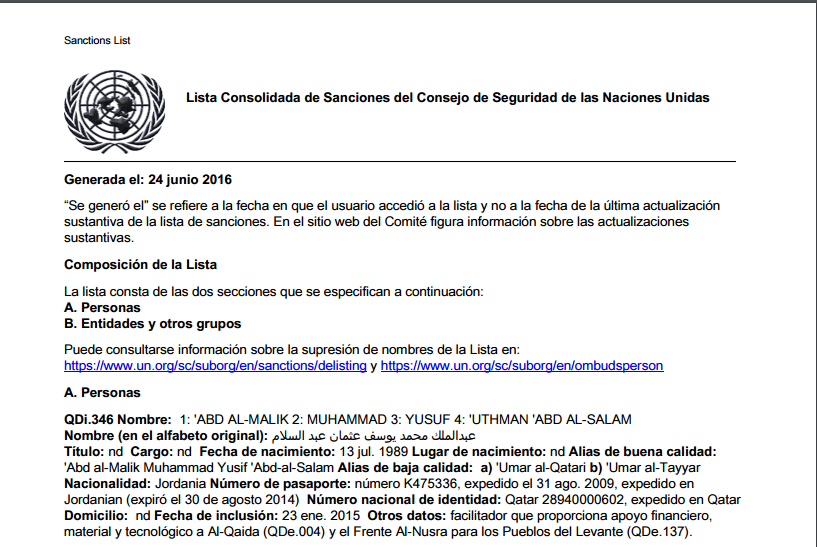 Sanctions List
Lista Consolidada de Sanciones del Consejo de Seguridad de las Naciones Unidas
Generada el: 24 junio 2016
“Se generó el” se refiere a la fecha en que el usuario accedió a la lista y no a la fecha de la última actualización
sustantiva de la lista de sanciones. En el sitio web del Comité figura información sobre las actualizaciones
sustantivas.
Composición de la Lista
La lista consta de las dos secciones que se especifican a continuación:
A. Personas
B. Entidades y otros grupos
Puede consultarse información sobre la supresión de nombres de la Lista en:
https://www.un.org/sc/suborg/en/sanctions/delisting y https://www.un.org/sc/suborg/en/ombudsperson
A. Personas
QDi.346 Nombre: 1: 'ABD AL-MALIK 2: MUHAMMAD 3: YUSUF 4: 'UTHMAN 'ABD AL-SALAM
Nombre (en el alfabeto original): عبدالملك محمد يوسف عثمان عبد السلام
Título: nd Cargo: nd Fecha de nacimiento: 13 jul. 1989 Lugar de nacimiento: nd Alias de buena calidad:
'Abd al-Malik Muhammad Yusif 'Abd-al-Salam Alias de baja calidad: a) 'Umar al-Qatari b) 'Umar al-Tayyar
Nacionalidad: Jordania Número de pasaporte: número K475336, expedido el 31 ago. 2009, expedido en
Jordanian (expiró el 30 de agosto 2014) Número nacional de identidad: Qatar 28940000602, expedido en Qatar
Domicilio: nd Fecha de inclusión: 23 ene. 2015 Otros datos: facilitador que proporciona apoyo financiero,
material y tecnológico a Al-Qaida (QDe.004) y el Frente Al-Nusra para los Pueblos del Levante (QDe.137).